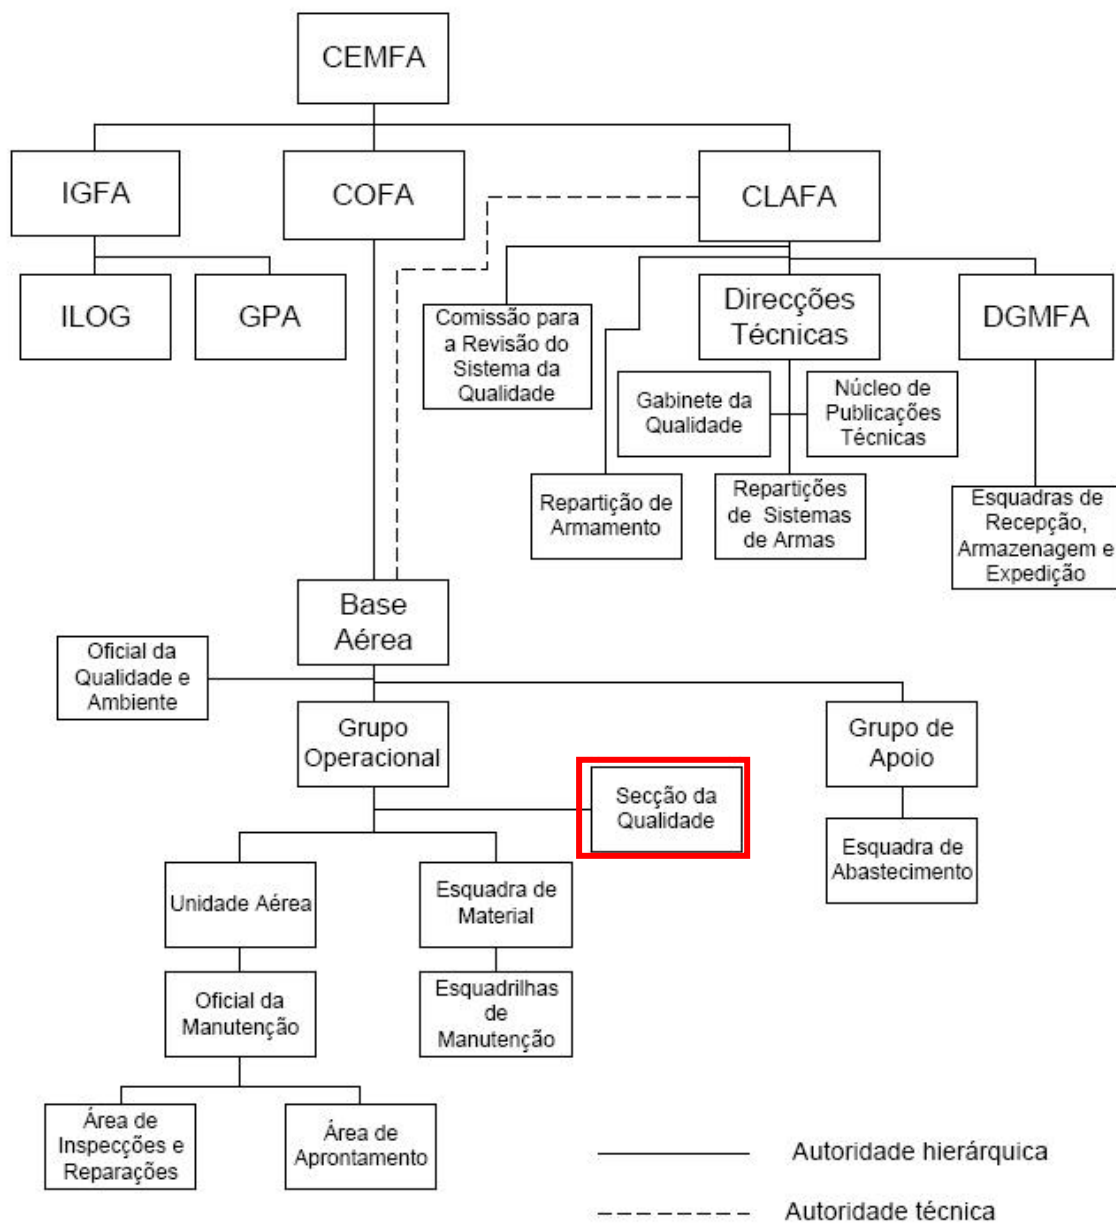 CEMFA
IGFA
COFA
CLAFA
ILOG
GPA
Comissão para
a Revisão do
Sistema da
Qualidade
Direcções
Técnicas
DGMFA
Gabinete da
Qualidade
Núcleo de
Publicações
Técnicas
Repartição de
Armamento
Repartições
de Sistemas
de Armas
Esquadras de
Recepção,
Armazenagem e
Expedição
Base
Aérea
Oficial da
Qualidade e
Ambiente
Grupo
Operacional
Grupo de
Apoio
Secção da
Qualidade
Esquadra de
Abastecimento
Unidade Aérea
Esquadra de
Material
Oficial da
Manutenção
Esquadrilhas
de
Manutenção
Área de
Inspecções e
Reparações
Área de
Aprontamento
Autoridade hierárquica
Autoridade técnica